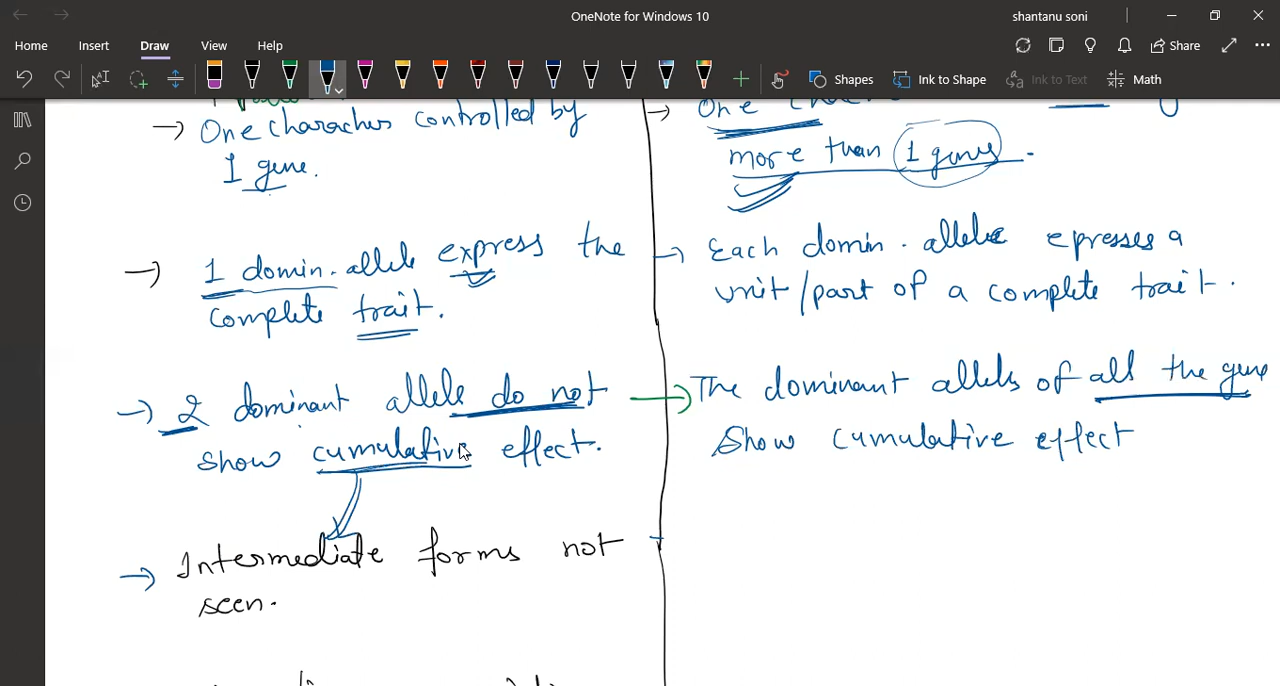 OneNote for Windows 10
shantanu soni
Home Insert Draw View Help
Share
Shapes
Ink to Shape
Ink to Text
Math
→ One character controlled by
1 gene.
→ 1 domin. allele express the
complete trait.
→ 2 dominant allele do not
show cumulative effect.
→ Intermediate forms not
seen.
→ One
more than 1 genes.
→ Each domin. allele epresses a
unit/part of a complete trait.
→ The dominant allels of all the gene
Show cumulative effect